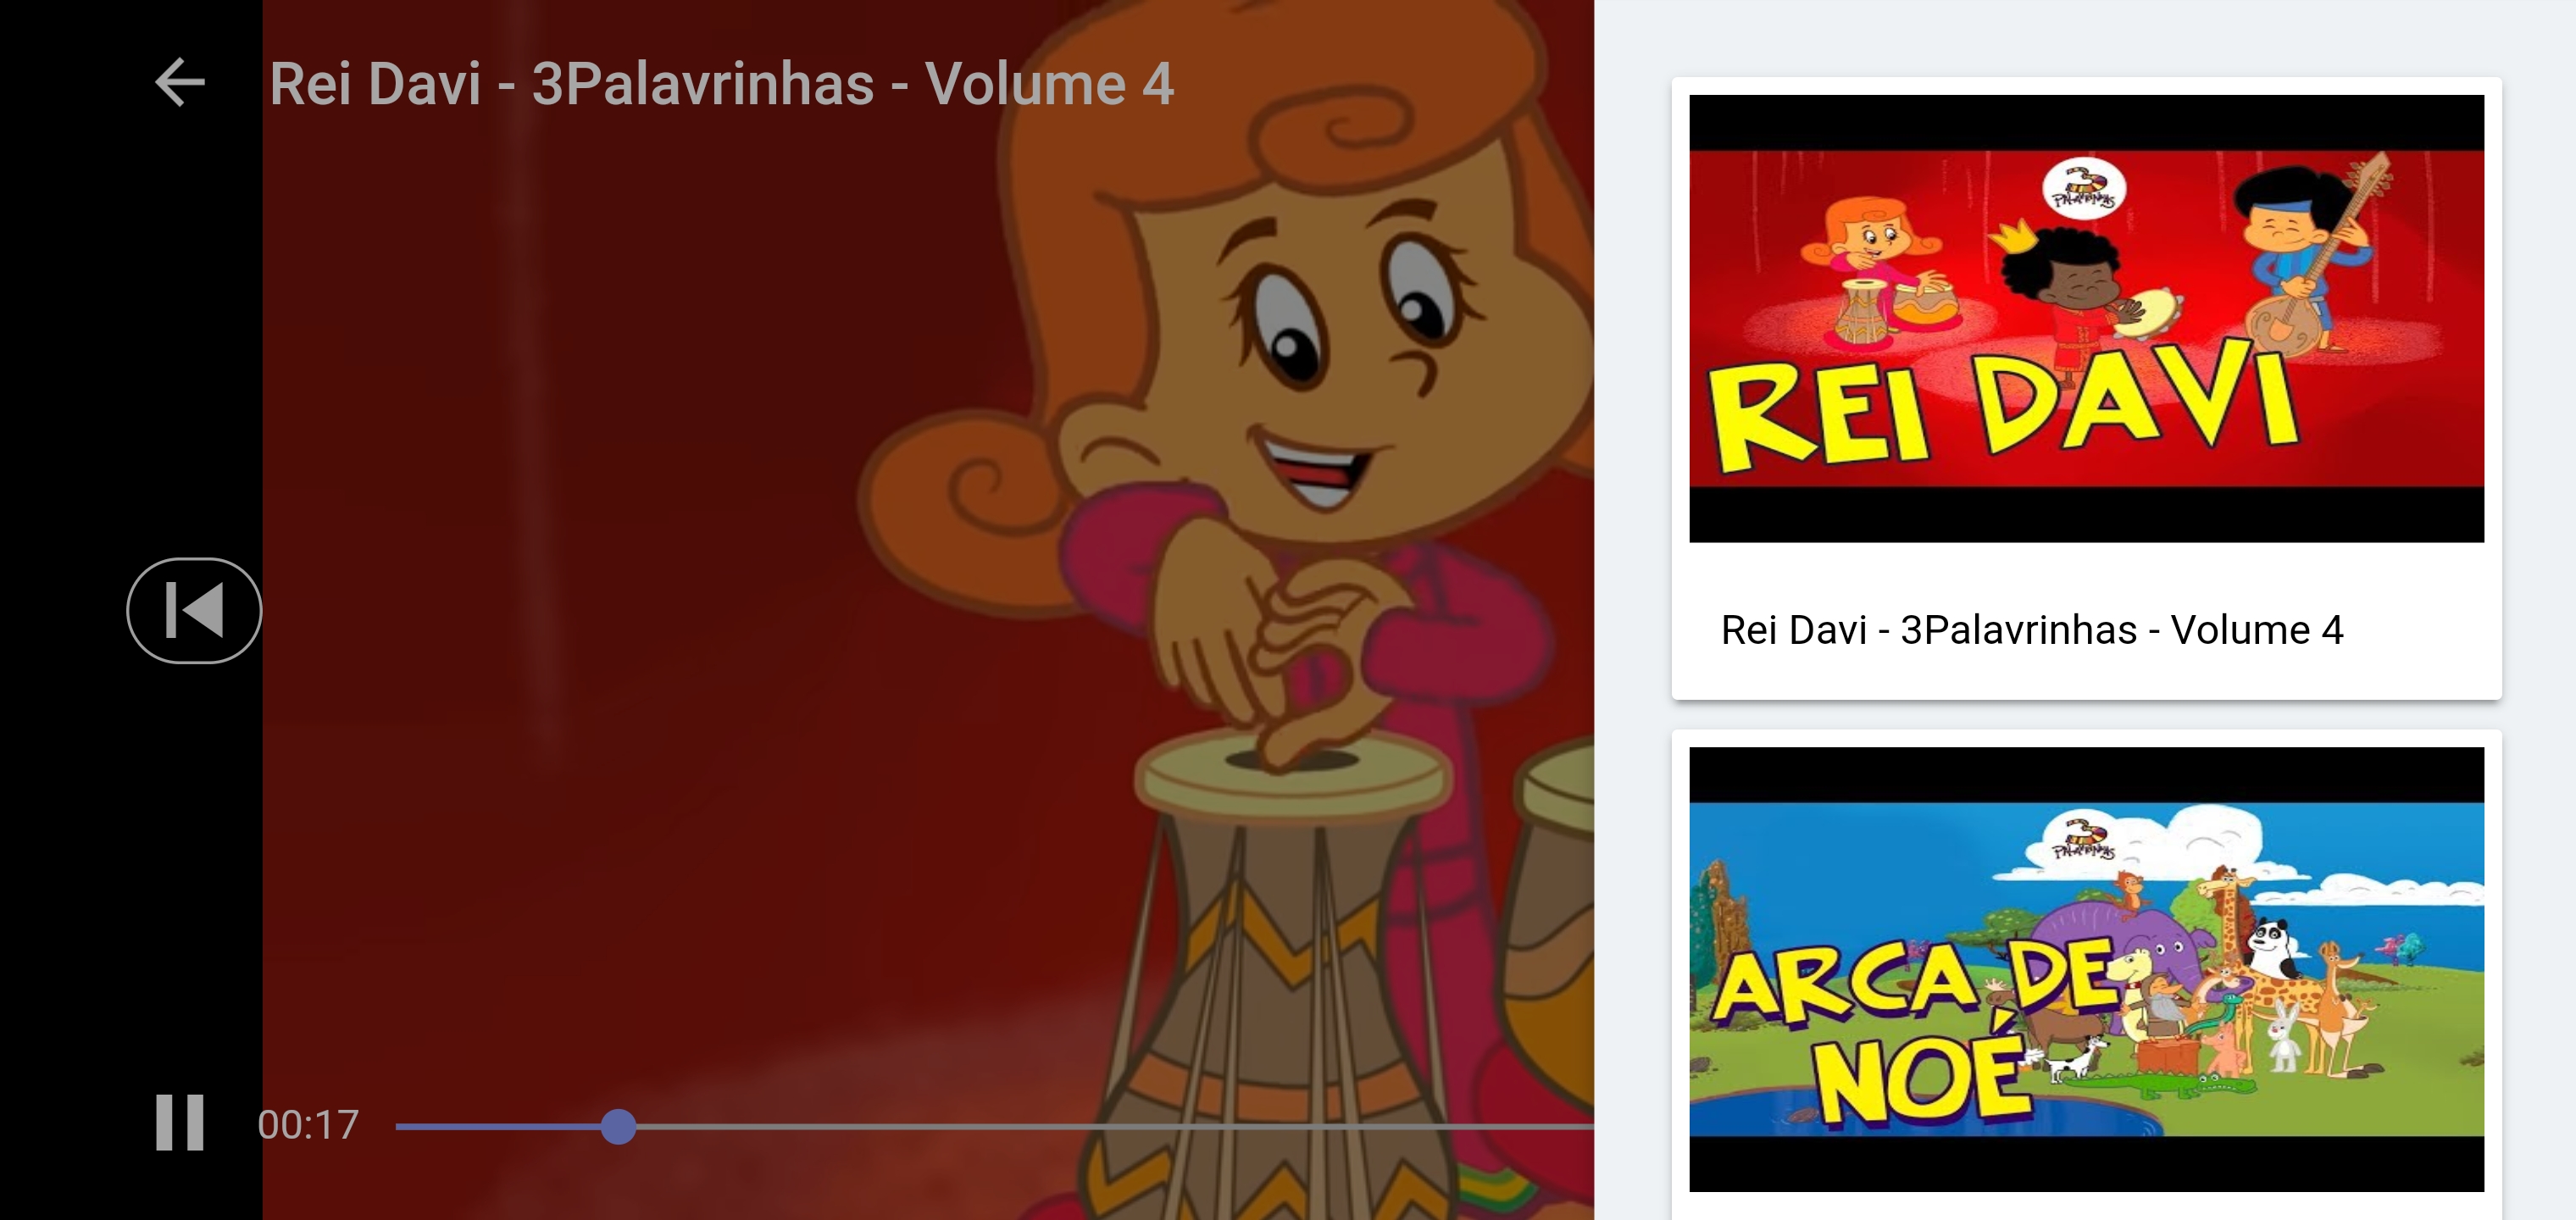 Rei Davi - 3Palavrinhas - Volume 4
00:17
3
PALAVRINHAS
REI DAVI
Rei Davi - 3Palavrinhas - Volume 4
3
PALAVRINHAS
ARCA DE
NOÉ